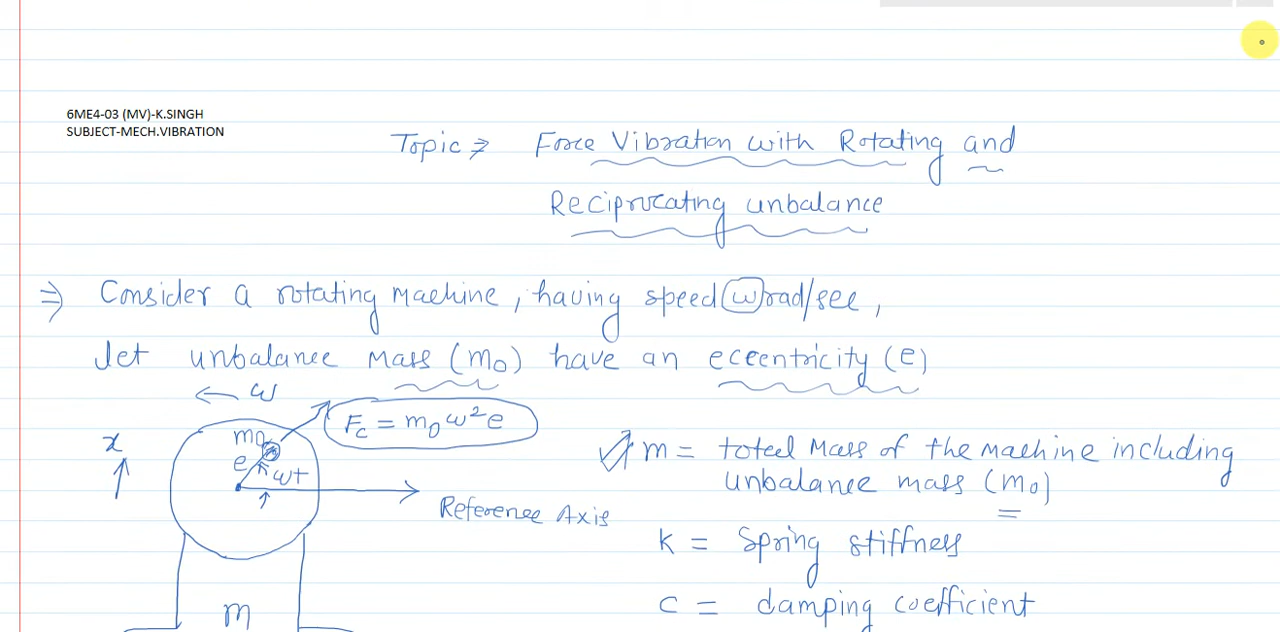 6ME4-03 (MV)-K.SINGH
SUBJECT-MECH.VIBRATION
Topic ⇒ Force Vibration with Rotating and
Reciprocating unbalance
⇒ Consider a rotating machine, having speed (ω) rad/sec,
let unbalance mass (m₀) have an eccentricity (e)
← ω
Fc = m₀ω²e
x
m₀
e
ωt
Reference Axis
m = total mass of the machine including
unbalance mass (m₀)
k = Spring stiffness
c = damping coefficient
m